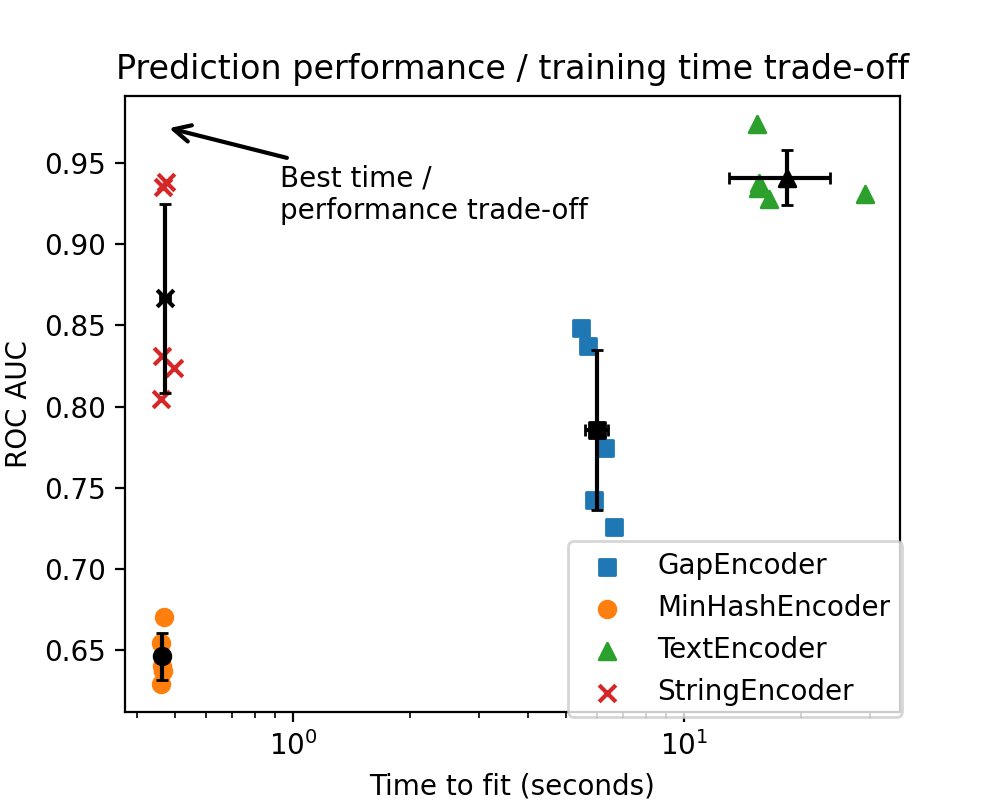 Prediction performance / training time trade-off
0.95
0.90
0.85
0.80
0.75
0.70
0.65
ROC AUC
Best time /
performance trade-off
GapEncoder
MinHashEncoder
TextEncoder
StringEncoder
10⁰
10¹
Time to fit (seconds)